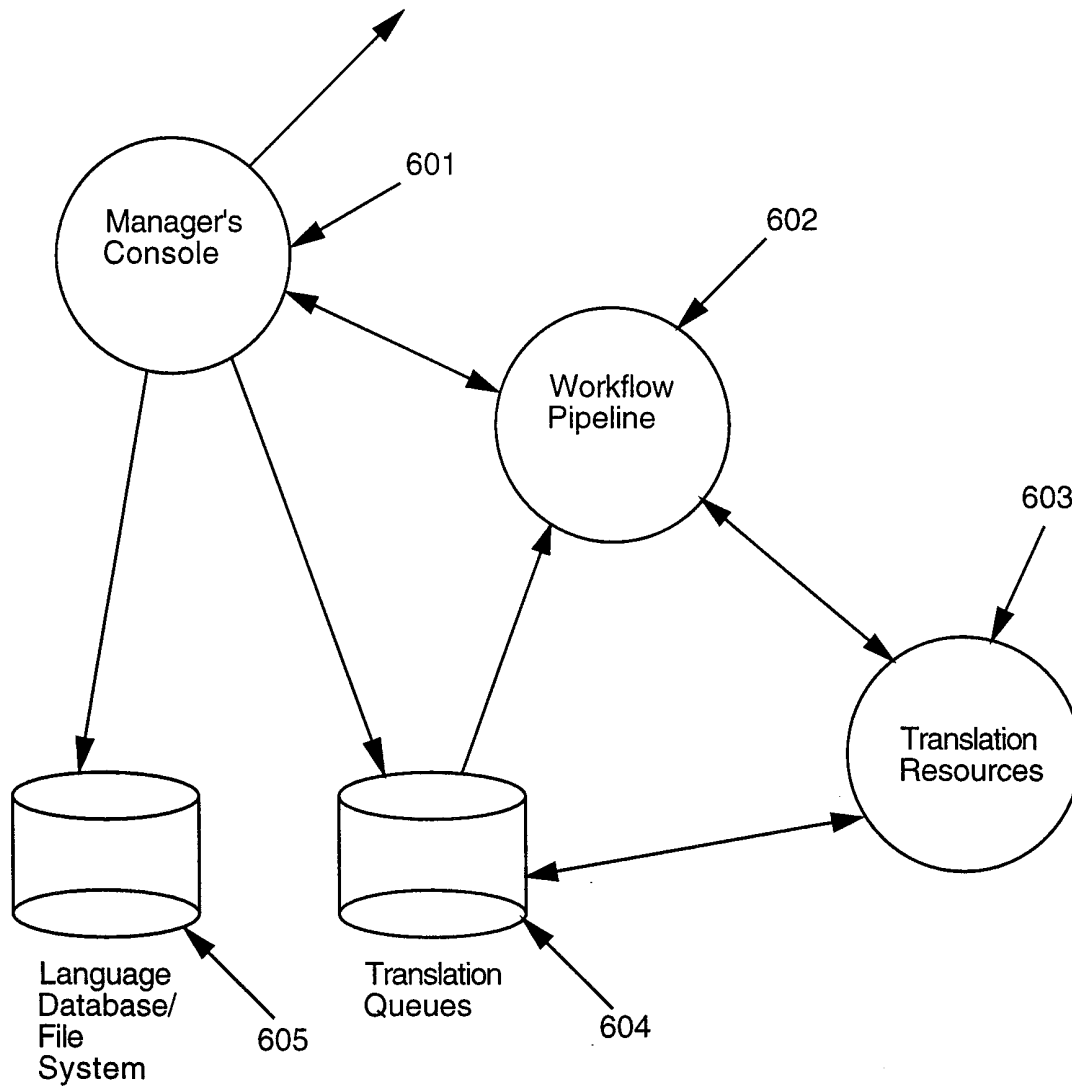 601
Manager's
Console
602
Workflow
Pipeline
603
Translation
Resources
Language
Database/
File
System
605
Translation
Queues
604